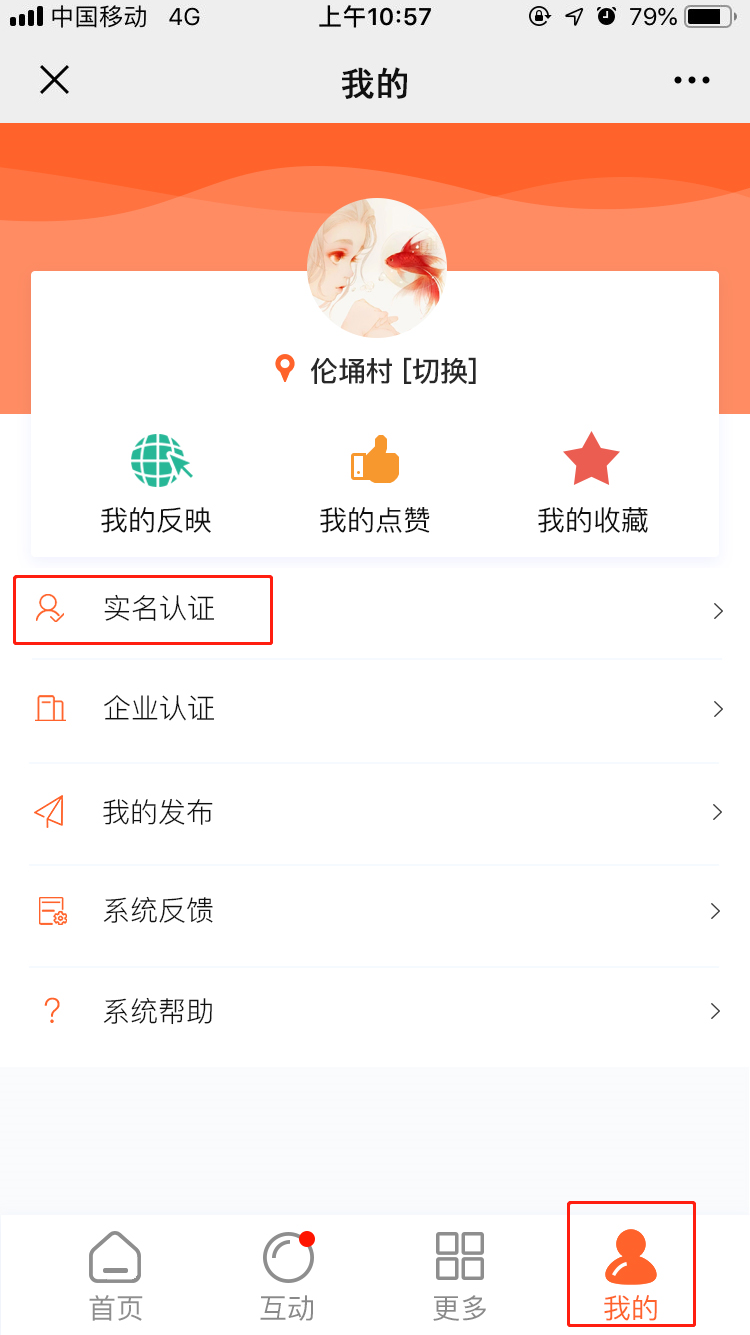 中国移动 4G 上午10:57 79%
我的
伦埇村 [切换]
我的反映 我的点赞 我的收藏
实名认证
企业认证
我的发布
系统反馈
系统帮助
首页 互动 更多 我的